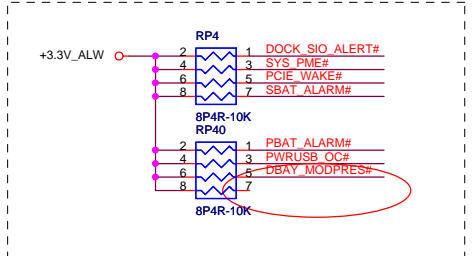 RP4
+3.3V_ALW
2 1 DOCK_SIO_ALERT#
4 3 SYS_PME#
6 5 PCIE_WAKE#
8 7 SBAT_ALARM#
8P4R-10K
RP40
2 1 PBAT_ALARM#
4 3 PWRUSB_OC#
6 5 DBAY_MODPRES#
8 7
8P4R-10K